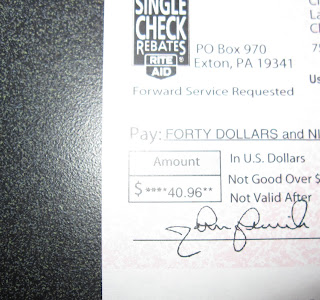 SINGLE
CHECK
REBATES
RITE
AID
PO Box 970
Exton, PA 19341
Forward Service Requested
Pay: FORTY DOLLARS and NI
Amount
In U.S. Dollars
$****40.96**
Not Good Over $
Not Valid After